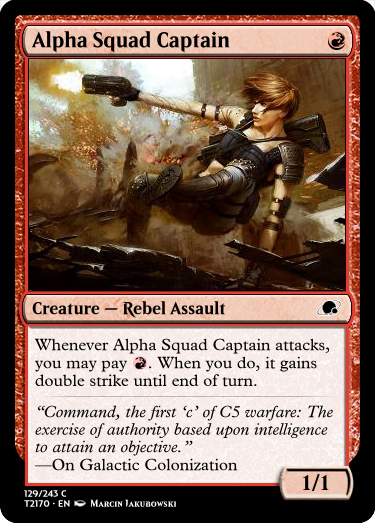 Alpha Squad Captain
Creature — Rebel Assault
Whenever Alpha Squad Captain attacks,
you may pay . When you do, it gains
double strike until end of turn.
“Command, the first ‘c’ of C5 warfare: The
exercise of authority based upon intelligence
to attain an objective.”
—On Galactic Colonization
1/1
129/243 C
T2170 · EN Marcin Jakubowski